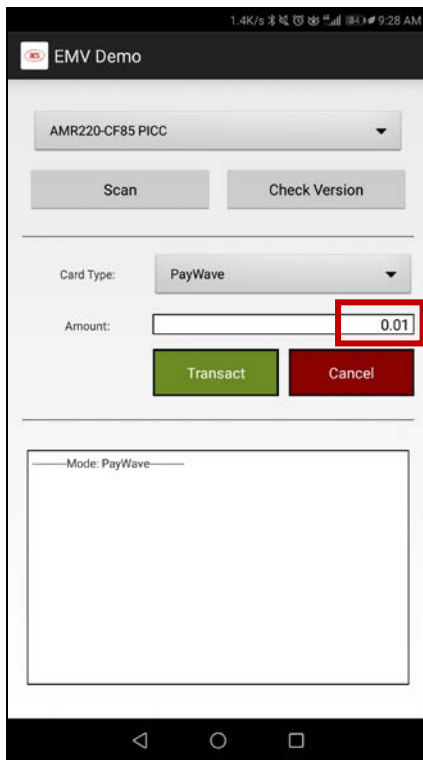 1.4K/s 9:28 AM
ACS EMV Demo
AMR220-CF85 PICC
Scan Check Version
Card Type: PayWave
Amount: 0.01
Transact Cancel
———Mode: PayWave———